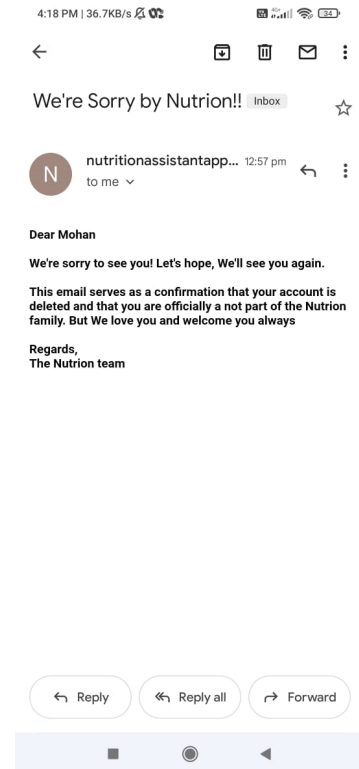 4:18 PM | 36.7KB/s
4G+
34
We're Sorry by Nutrion!! Inbox
N
nutritionassistantapp... 12:57 pm
to me
Dear Mohan
We're sorry to see you! Let's hope, We'll see you again.
This email serves as a confirmation that your account is
deleted and that you are officially a not part of the Nutrion
family. But We love you and welcome you always
Regards,
The Nutrion team
Reply
Reply all
Forward